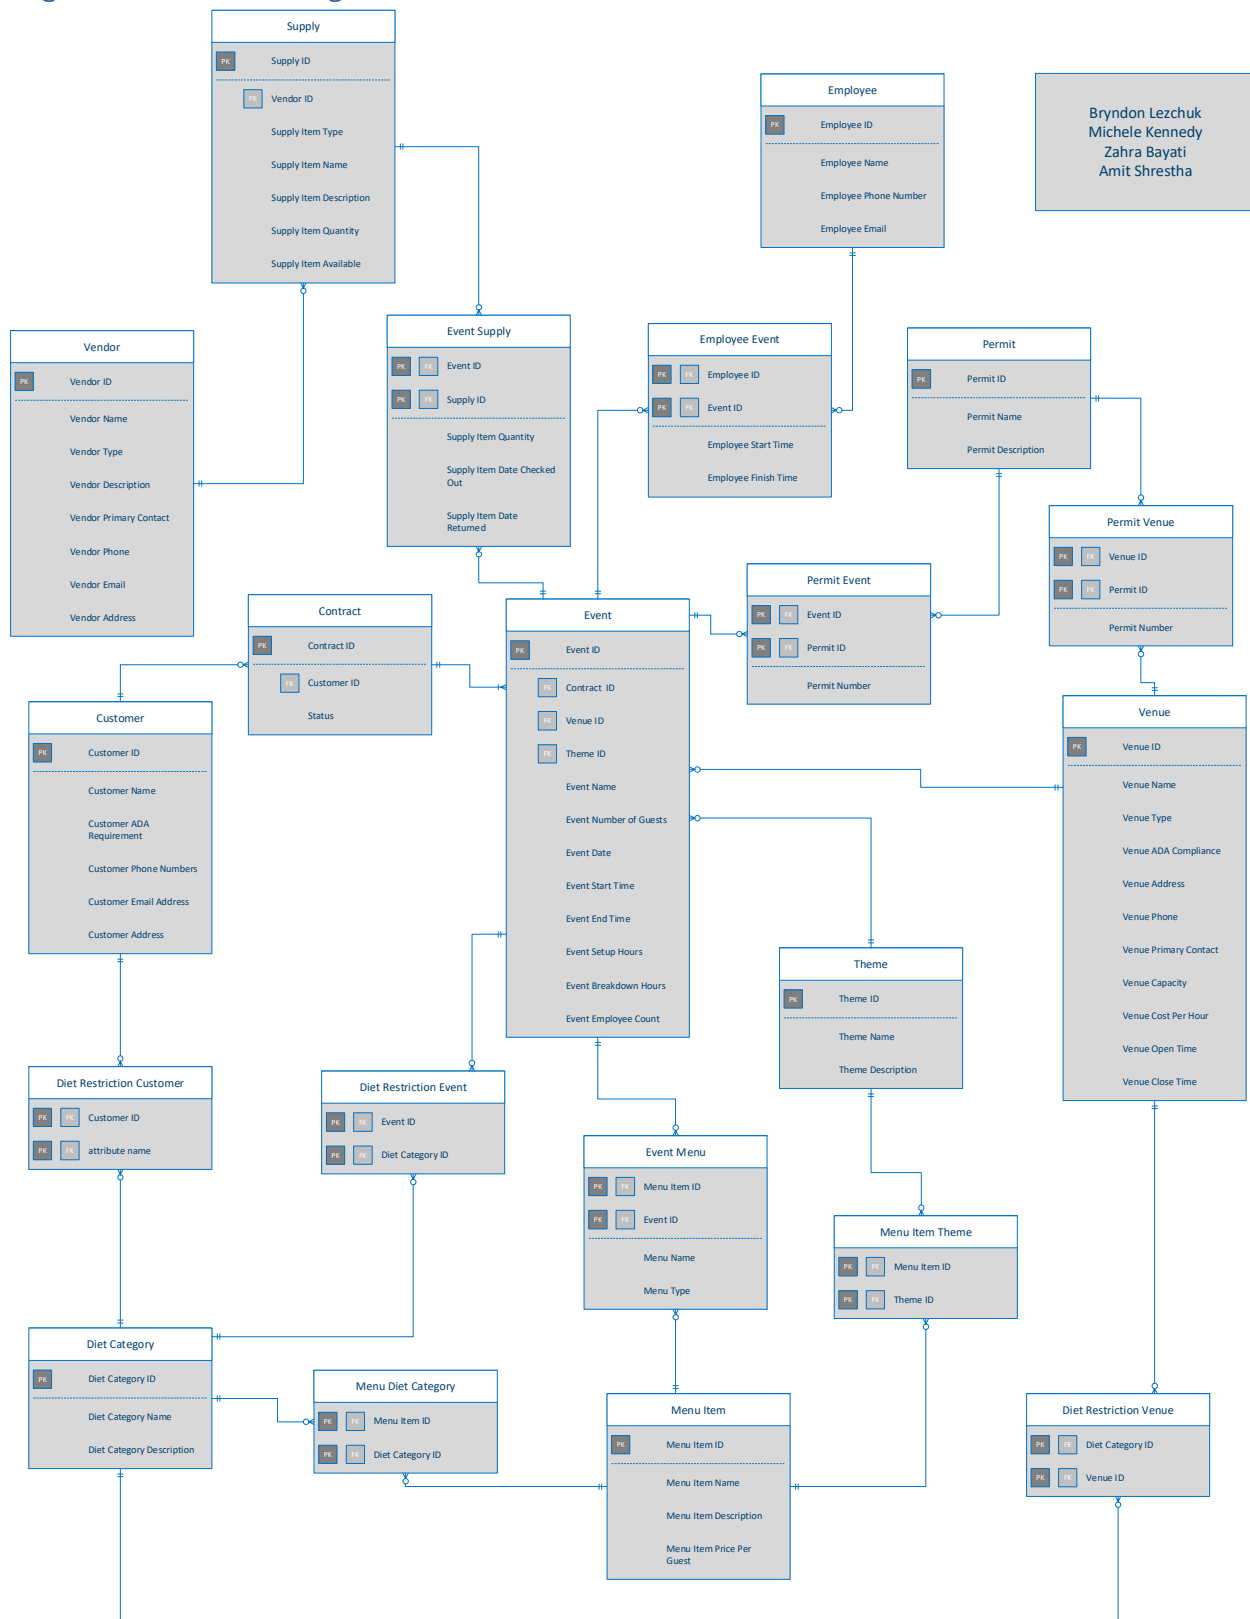 Supply
PK Supply ID
FK Vendor ID
Supply Item Type
Supply Item Name
Supply Item Description
Supply Item Quantity
Supply Item Available
Employee
PK Employee ID
Employee Name
Employee Phone Number
Employee Email
Bryndon Lezchuk
Michele Kennedy
Zahra Bayati
Amit Shrestha
Vendor
PK Vendor ID
Vendor Name
Vendor Type
Vendor Description
Vendor Primary Contact
Vendor Phone
Vendor Email
Vendor Address
Event Supply
PK FK Event ID
PK FK Supply ID
Supply Item Quantity
Supply Item Date Checked
Out
Supply Item Date
Returned
Employee Event
PK FK Employee ID
PK FK Event ID
Employee Start Time
Employee Finish Time
Permit
PK Permit ID
Permit Name
Permit Description
Permit Venue
PK FK Venue ID
PK FK Permit ID
Permit Number
Permit Event
PK FK Event ID
PK FK Permit ID
Permit Number
Contract
PK Contract ID
FK Customer ID
Status
Event
PK Event ID
FK Contract ID
FK Venue ID
FK Theme ID
Event Name
Event Number of Guests
Event Date
Event Start Time
Event End Time
Event Setup Hours
Event Breakdown Hours
Event Employee Count
Customer
PK Customer ID
Customer Name
Customer ADA
Requirement
Customer Phone Numbers
Customer Email Address
Customer Address
Venue
PK Venue ID
Venue Name
Venue Type
Venue ADA Compliance
Venue Address
Venue Phone
Venue Primary Contact
Venue Capacity
Venue Cost Per Hour
Venue Open Time
Venue Close Time
Theme
PK Theme ID
Theme Name
Theme Description
Diet Restriction Customer
PK FK Customer ID
PK FK attribute name
Diet Restriction Event
PK FK Event ID
PK FK Diet Category ID
Event Menu
PK FK Menu Item ID
PK FK Event ID
Menu Name
Menu Type
Menu Item Theme
PK FK Menu Item ID
PK FK Theme ID
Diet Category
PK Diet Category ID
Diet Category Name
Diet Category Description
Menu Diet Category
PK FK Menu Item ID
PK FK Diet Category ID
Menu Item
PK Menu Item ID
Menu Item Name
Menu Item Description
Menu Item Price Per
Guest
Diet Restriction Venue
PK FK Diet Category ID
PK FK Venue ID